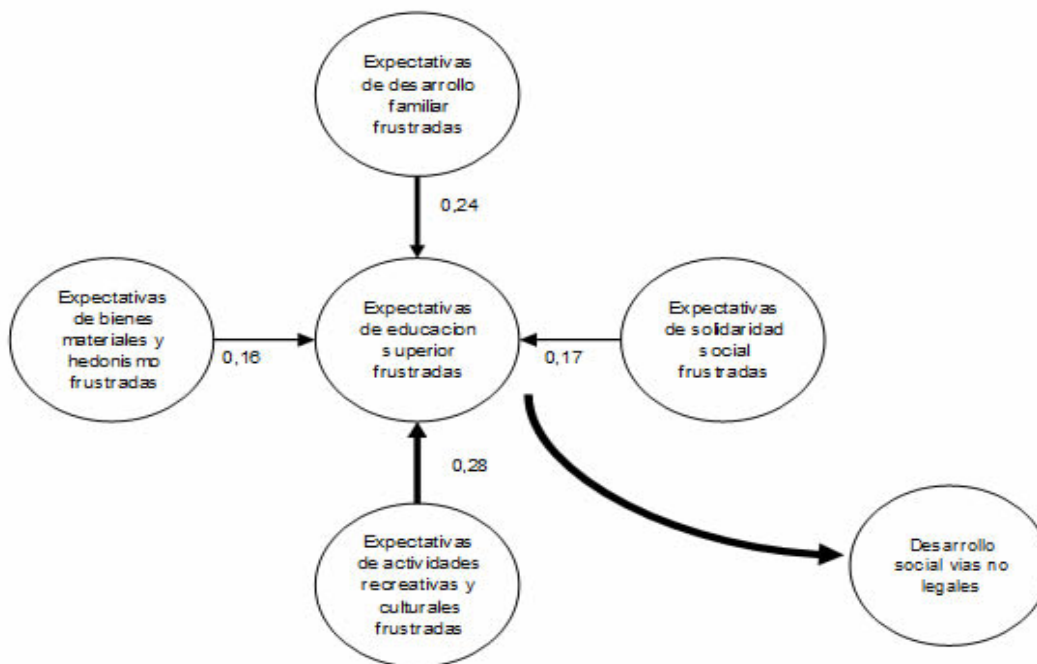 Expectativas
de desarrollo
familiar
frustradas
0,24
Expectativas
de bienes
materiales y
hedonismo
frustradas
0,16
Expectativas
de educacion
superior
frustradas
0,17
Expectativas
de solidaridad
social
frustradas
0,28
Expectativas
de actividades
recreativas y
culturales
frustradas
Desarrollo
social vias no
legales